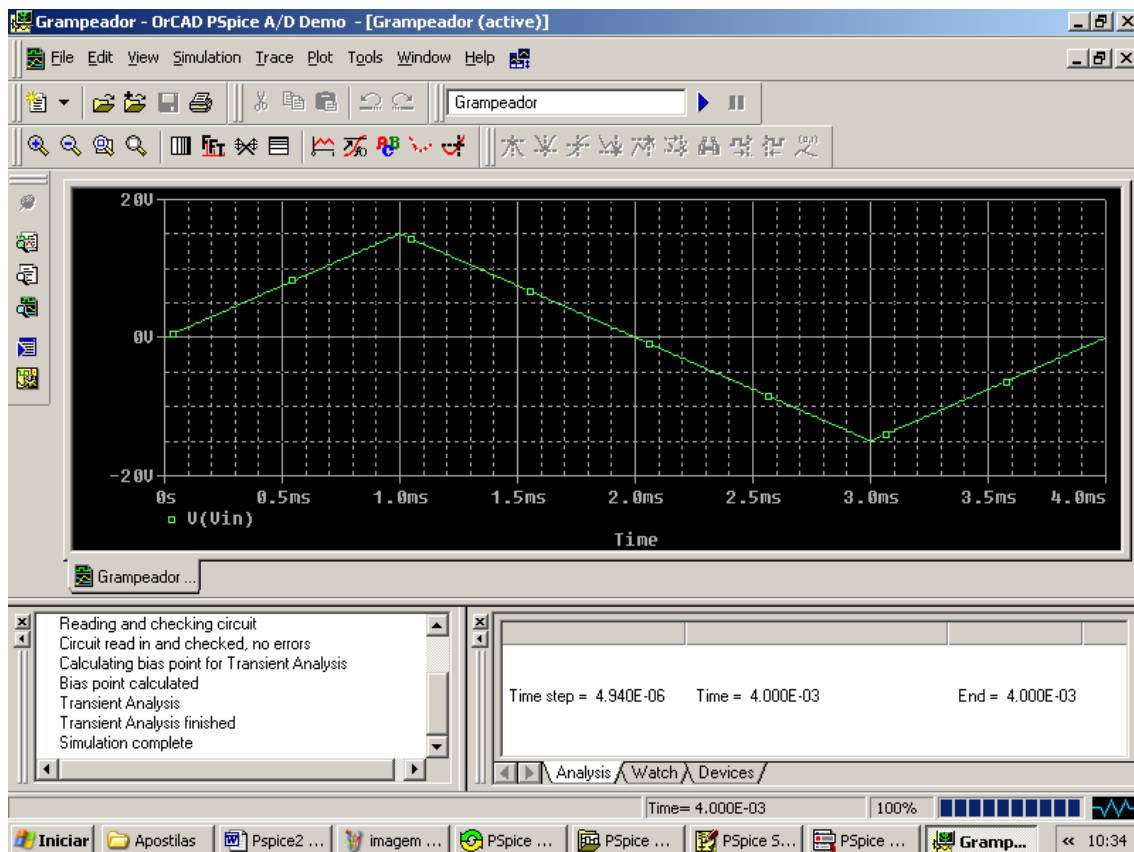 Grampeador - OrCAD PSpice A/D Demo - [Grampeador (active)]
File Edit View Simulation Trace Plot Tools Window Help
Grampeador
FFT
20V
0V
-20V
0s 0.5ms 1.0ms 1.5ms 2.0ms 2.5ms 3.0ms 3.5ms 4.0ms
V(Vin)
Time
Grampeador ...
Reading and checking circuit
Circuit read in and checked, no errors
Calculating bias point for Transient Analysis
Bias point calculated
Transient Analysis
Transient Analysis finished
Simulation complete
Time step = 4.940E-06 Time = 4.000E-03 End = 4.000E-03
Analysis Watch Devices
Time= 4.000E-03 100%
Iniciar Apostilas Pspice2 ... imagem ... PSpice ... PSpice ... PSpice S... PSpice ... Gramp... « 10:34